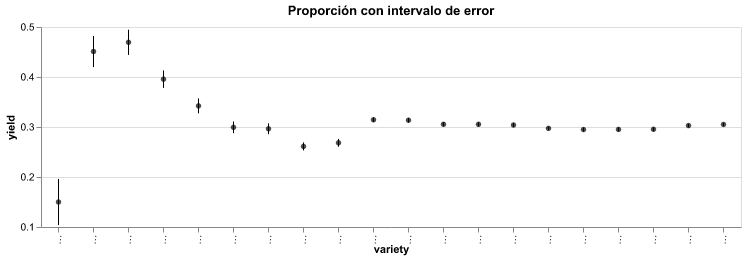 Proporción con intervalo de error
0.5
0.4
0.3
0.2
0.1
yield
… … … … … … … … … … … … … … … … … … … …
variety